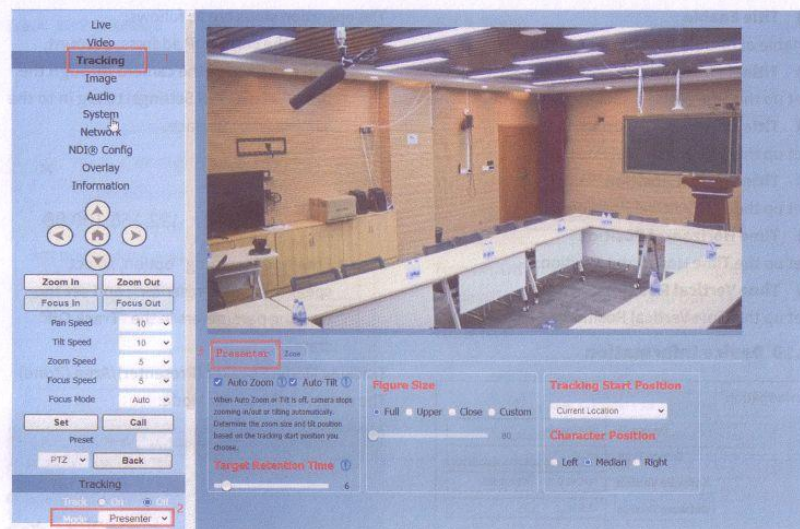 Live
Video
Tracking 1
Image
Audio
System
Network
NDI® Config
Overlay
Information
Zoom In Zoom Out
Focus In Focus Out
Pan Speed 10
Tilt Speed 10
Zoom Speed 5
Focus Speed 5
Focus Mode Auto
Set Call
Preset
PTZ Back
Tracking
Track On Off
Mode Presenter 2
3 Presenter Zone
Auto Zoom Auto Tilt
When Auto Zoom or Tilt is off, camera stops
zooming in/out or tilting automatically.
Determine the zoom size and tilt position
based on the tracking start position you
choose.
Target Retention Time
6
Figure Size
Full Upper Close Custom
80
Tracking Start Position
Current Location
Character Position
Left Median Right